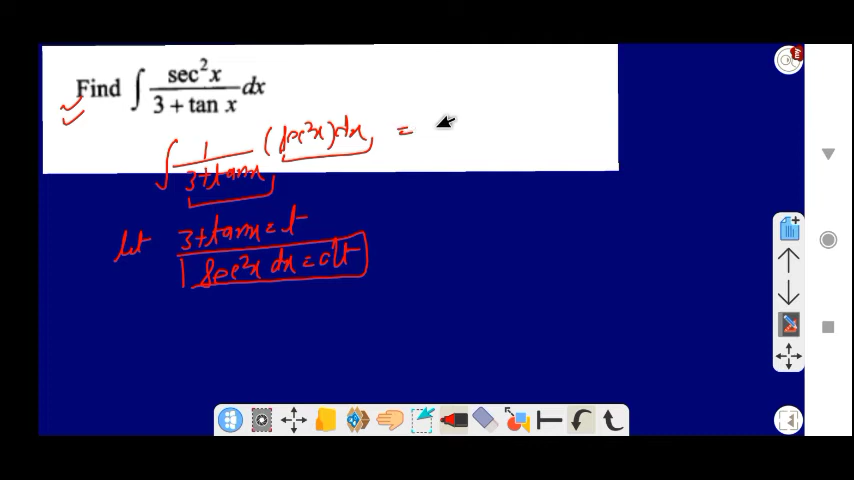 Find ∫ sec²x / (3 + tan x) dx
∫ 1/(3+tanx) (sec²x)dx =
let 3+tanx=t
sec²x dx=dt